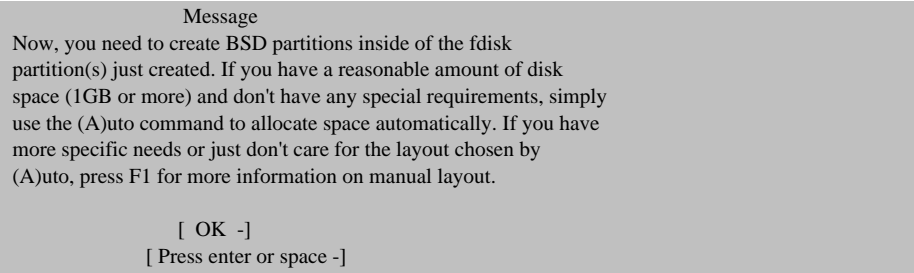 Message
Now, you need to create BSD partitions inside of the fdisk
partition(s) just created. If you have a reasonable amount of disk
space (1GB or more) and don't have any special requirements, simply
use the (A)uto command to allocate space automatically. If you have
more specific needs or just don't care for the layout chosen by
(A)uto, press F1 for more information on manual layout.
[ OK -]
[ Press enter or space -]